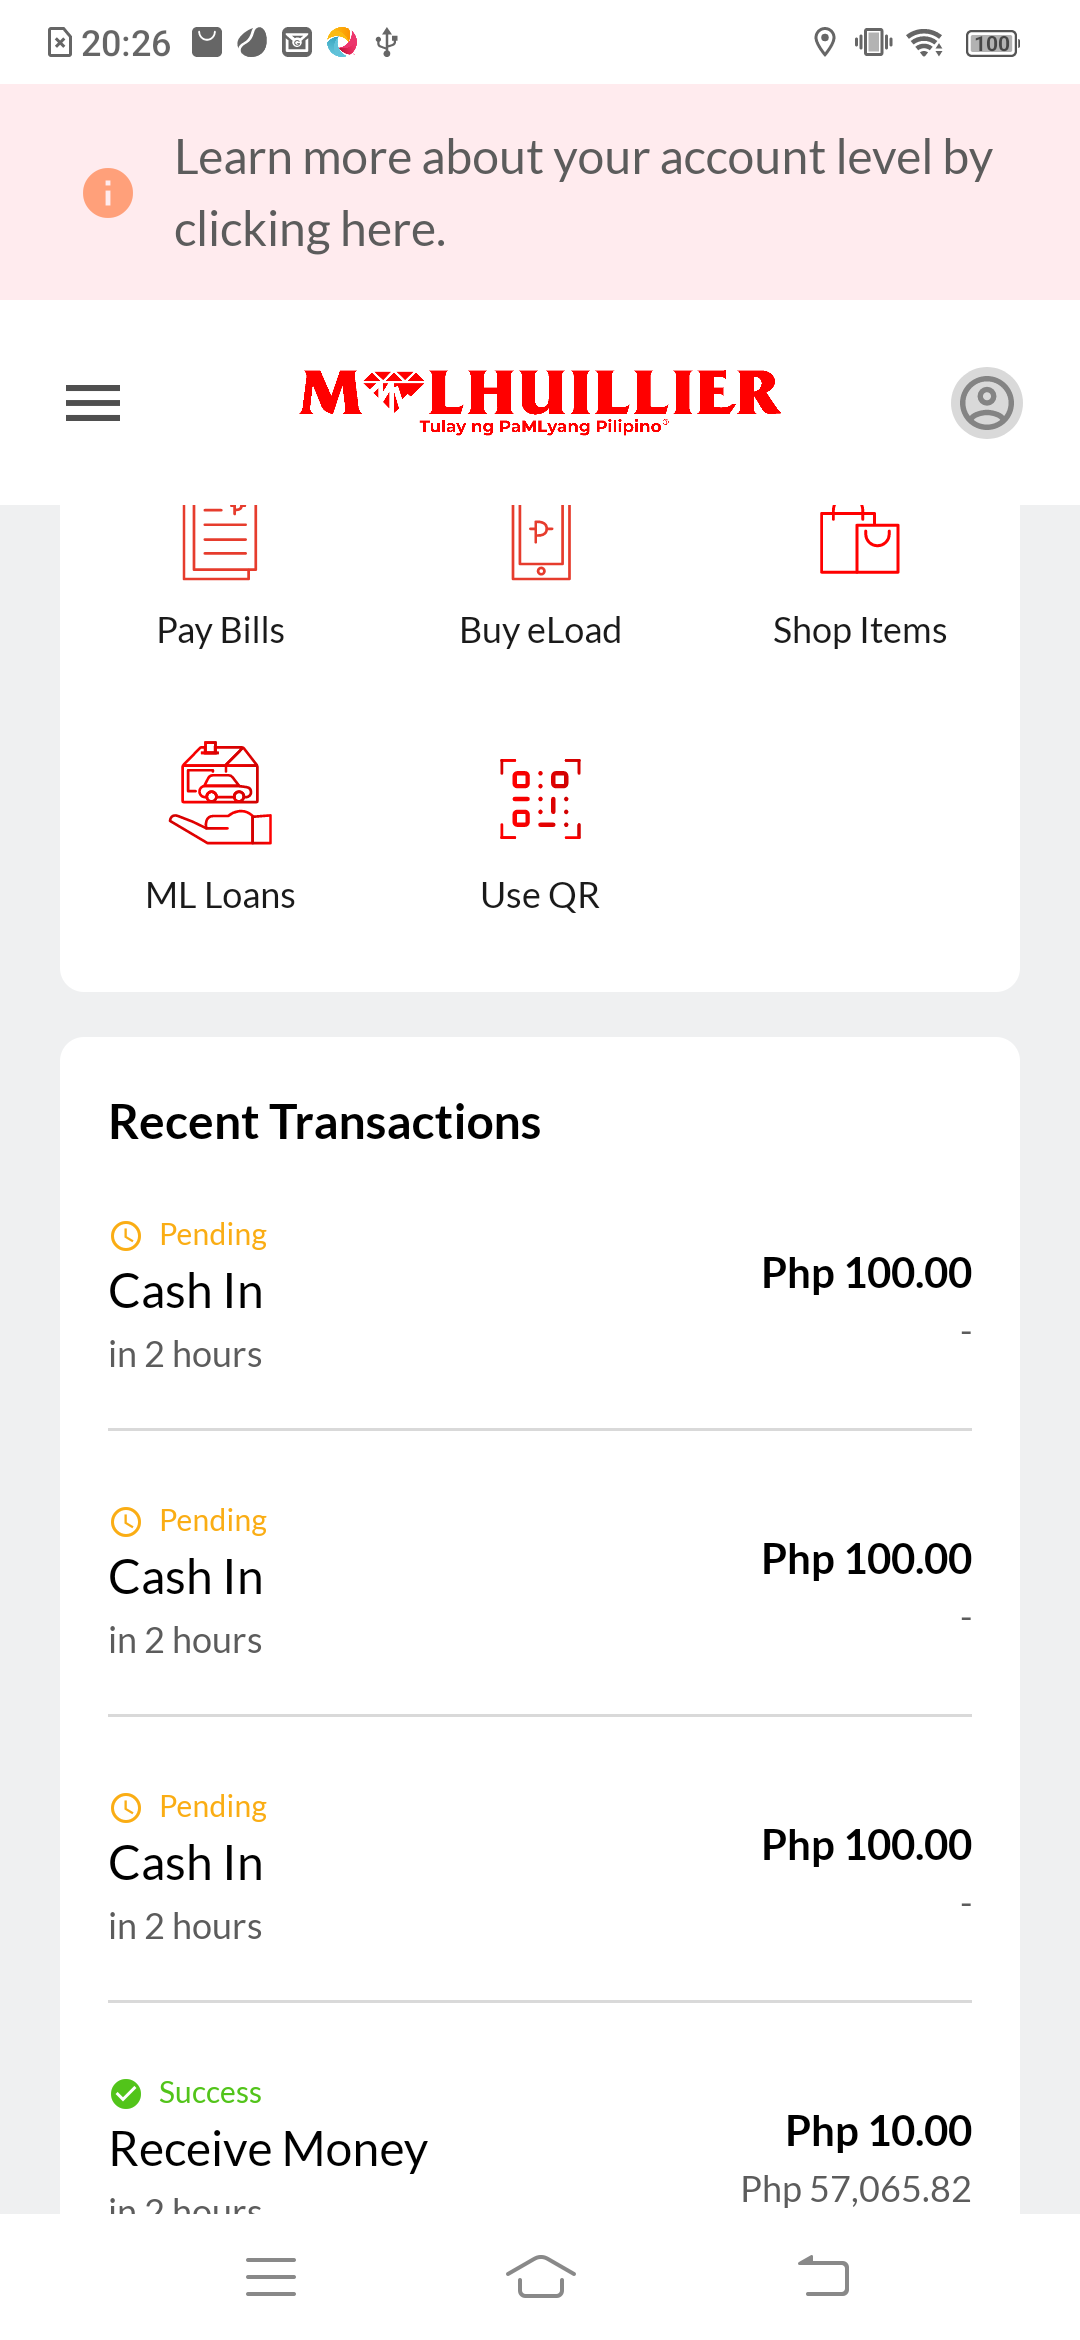 20:26
100
Learn more about your account level by
clicking here.
M LHUILLIER
Tulay ng PaMLyang Pilipino®
Pay Bills
Buy eLoad
Shop Items
ML Loans
Use QR
Recent Transactions
Pending
Cash In
Php 100.00
-
in 2 hours
Pending
Cash In
Php 100.00
-
in 2 hours
Pending
Cash In
Php 100.00
-
in 2 hours
Success
Receive Money
Php 10.00
Php 57,065.82
in 2 hours